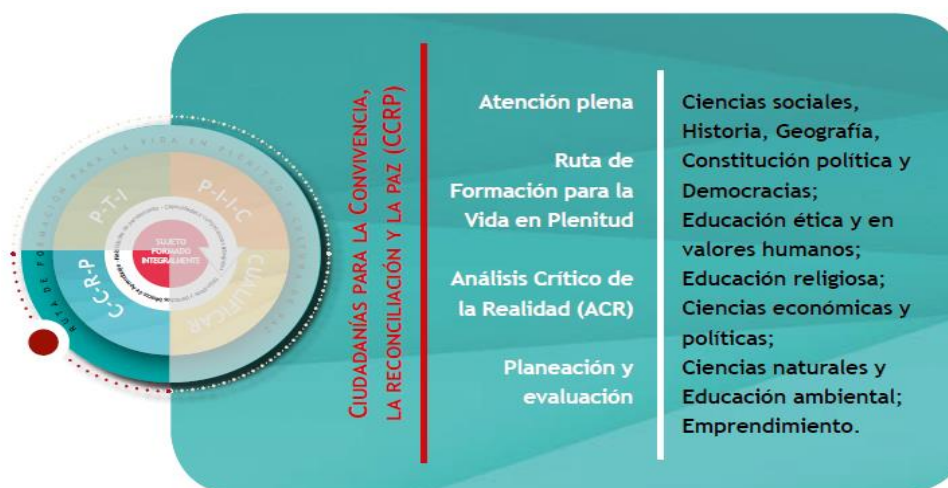 RUTA DE FORMACIÓN PARA LA VIDA EN PLENITUD Y
P-T-I
P-I-I-C
C-C-R-P
CUALIFICAR
SUJETO
FORMADO
INTEGRALMENTE
CIUDADANÍAS PARA LA CONVIVENCIA,
LA RECONCILIACIÓN Y LA PAZ (CCRP)
Atención plena
Ruta de
Formación para la
Vida en Plenitud
Análisis Crítico de
la Realidad (ACR)
Planeación y
evaluación
Ciencias sociales,
Historia, Geografía,
Constitución política y
Democracias;
Educación ética y en
valores humanos;
Educación religiosa;
Ciencias económicas y
políticas;
Ciencias naturales y
Educación ambiental;
Emprendimiento.